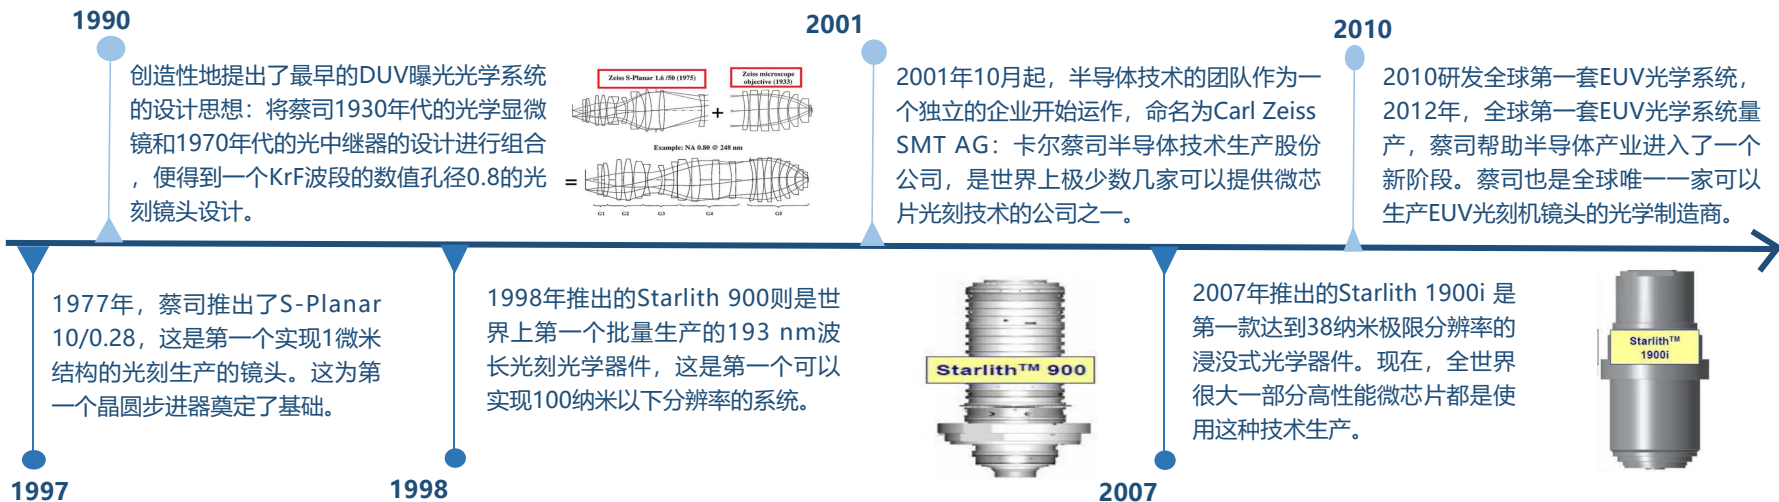 1990
创造性地提出了最早的DUV曝光光学系统
的设计思想：将蔡司1930年代的光学显微
镜和1970年代的光中继器的设计进行组合
，便得到一个KrF波段的数值孔径0.8的光
刻镜头设计。
Zeiss S-Planar 1.6 /50 (1975)
Zeiss microscope
objective (1933)
+
Example: NA 0.80 @ 248 nm
=
G1 G2 G3 G4 G5
2001
2001年10月起，半导体技术的团队作为一
个独立的企业开始运作，命名为Carl Zeiss
SMT AG：卡尔蔡司半导体技术生产股份
公司，是世界上极少数几家可以提供微芯
片光刻技术的公司之一。
2010
2010研发全球第一套EUV光学系统，
2012年，全球第一套EUV光学系统量
产，蔡司帮助半导体产业进入了一个
新阶段。蔡司也是全球唯一一家可以
生产EUV光刻机镜头的光学制造商。
1977年，蔡司推出了S-Planar
10/0.28，这是第一个实现1微米
结构的光刻生产的镜头。这为第
一个晶圆步进器奠定了基础。
1997
1998年推出的Starlith 900则是世
界上第一个批量生产的193 nm波
长光刻光学器件，这是第一个可以
实现100纳米以下分辨率的系统。
1998
Starlith™ 900
2007年推出的Starlith 1900i 是
第一款达到38纳米极限分辨率的
浸没式光学器件。现在，全世界
很大一部分高性能微芯片都是使
用这种技术生产。
2007
Starlith™
1900i